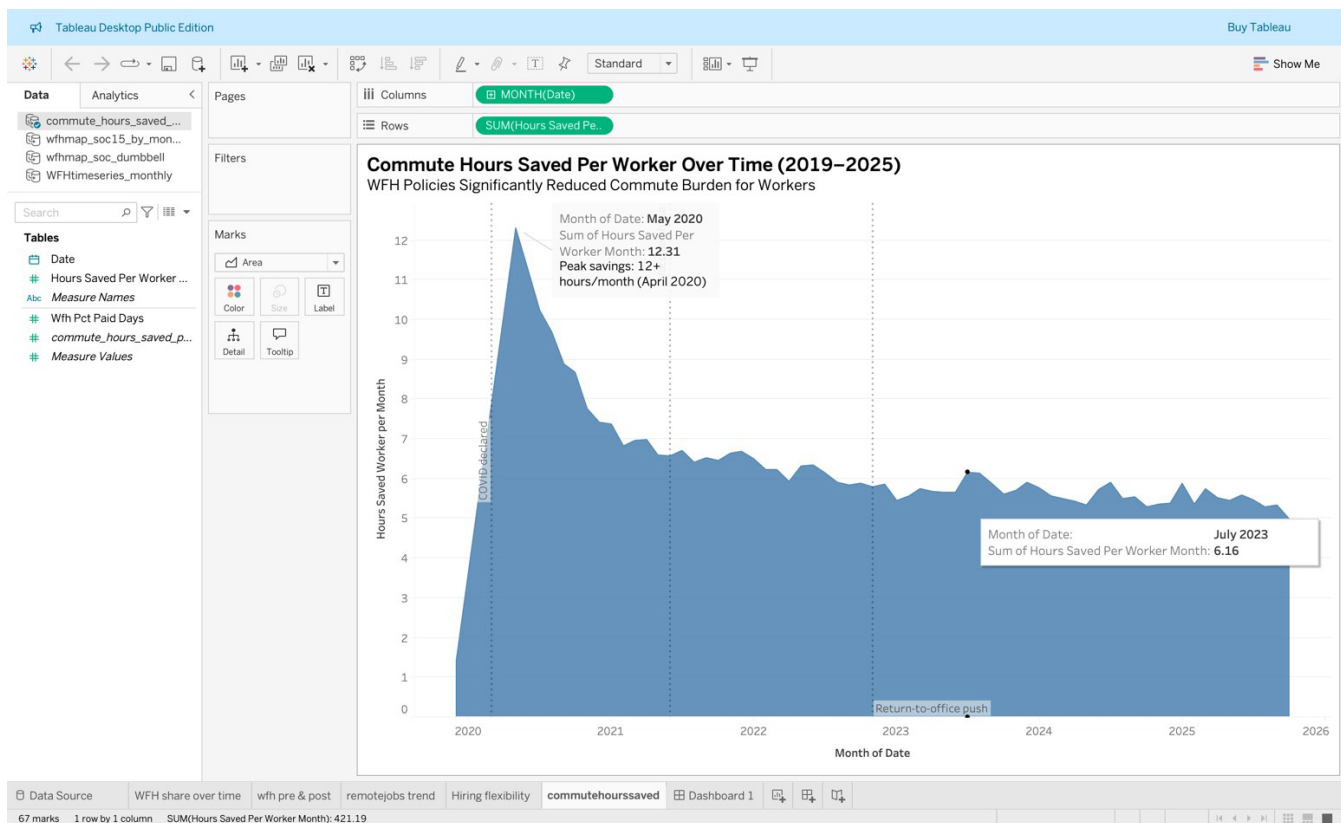 Tableau Desktop Public Edition
Buy Tableau
Standard
Show Me
Data
Analytics
commute_hours_saved_...
wfhmap_soc15_by_mon...
wfhmap_soc_dumbbell
WFHtimeseries_monthly
Search
Tables
Date
Hours Saved Per Worker ...
Abc Measure Names
Wfh Pct Paid Days
commute_hours_saved_p...
Measure Values
Pages
Filters
Marks
Area
Color
Size
Label
Detail
Tooltip
Columns
MONTH(Date)
Rows
SUM(Hours Saved Pe..
Commute Hours Saved Per Worker Over Time (2019–2025)
WFH Policies Significantly Reduced Commute Burden for Workers
Month of Date: May 2020
Sum of Hours Saved Per
Worker Month: 12.31
Peak savings: 12+
hours/month (April 2020)
12
11
10
9
8
7
6
5
4
3
2
1
0
Hours Saved Worker per Month
COVID declared
Month of Date: July 2023
Sum of Hours Saved Per Worker Month: 6.16
Return-to-office push
2020
2021
2022
2023
2024
2025
2026
Month of Date
Data Source
WFH share over time
wfh pre & post
remotejobs trend
Hiring flexibility
commutehourssaved
Dashboard 1
67 marks
1 row by 1 column
SUM(Hours Saved Per Worker Month): 421.19